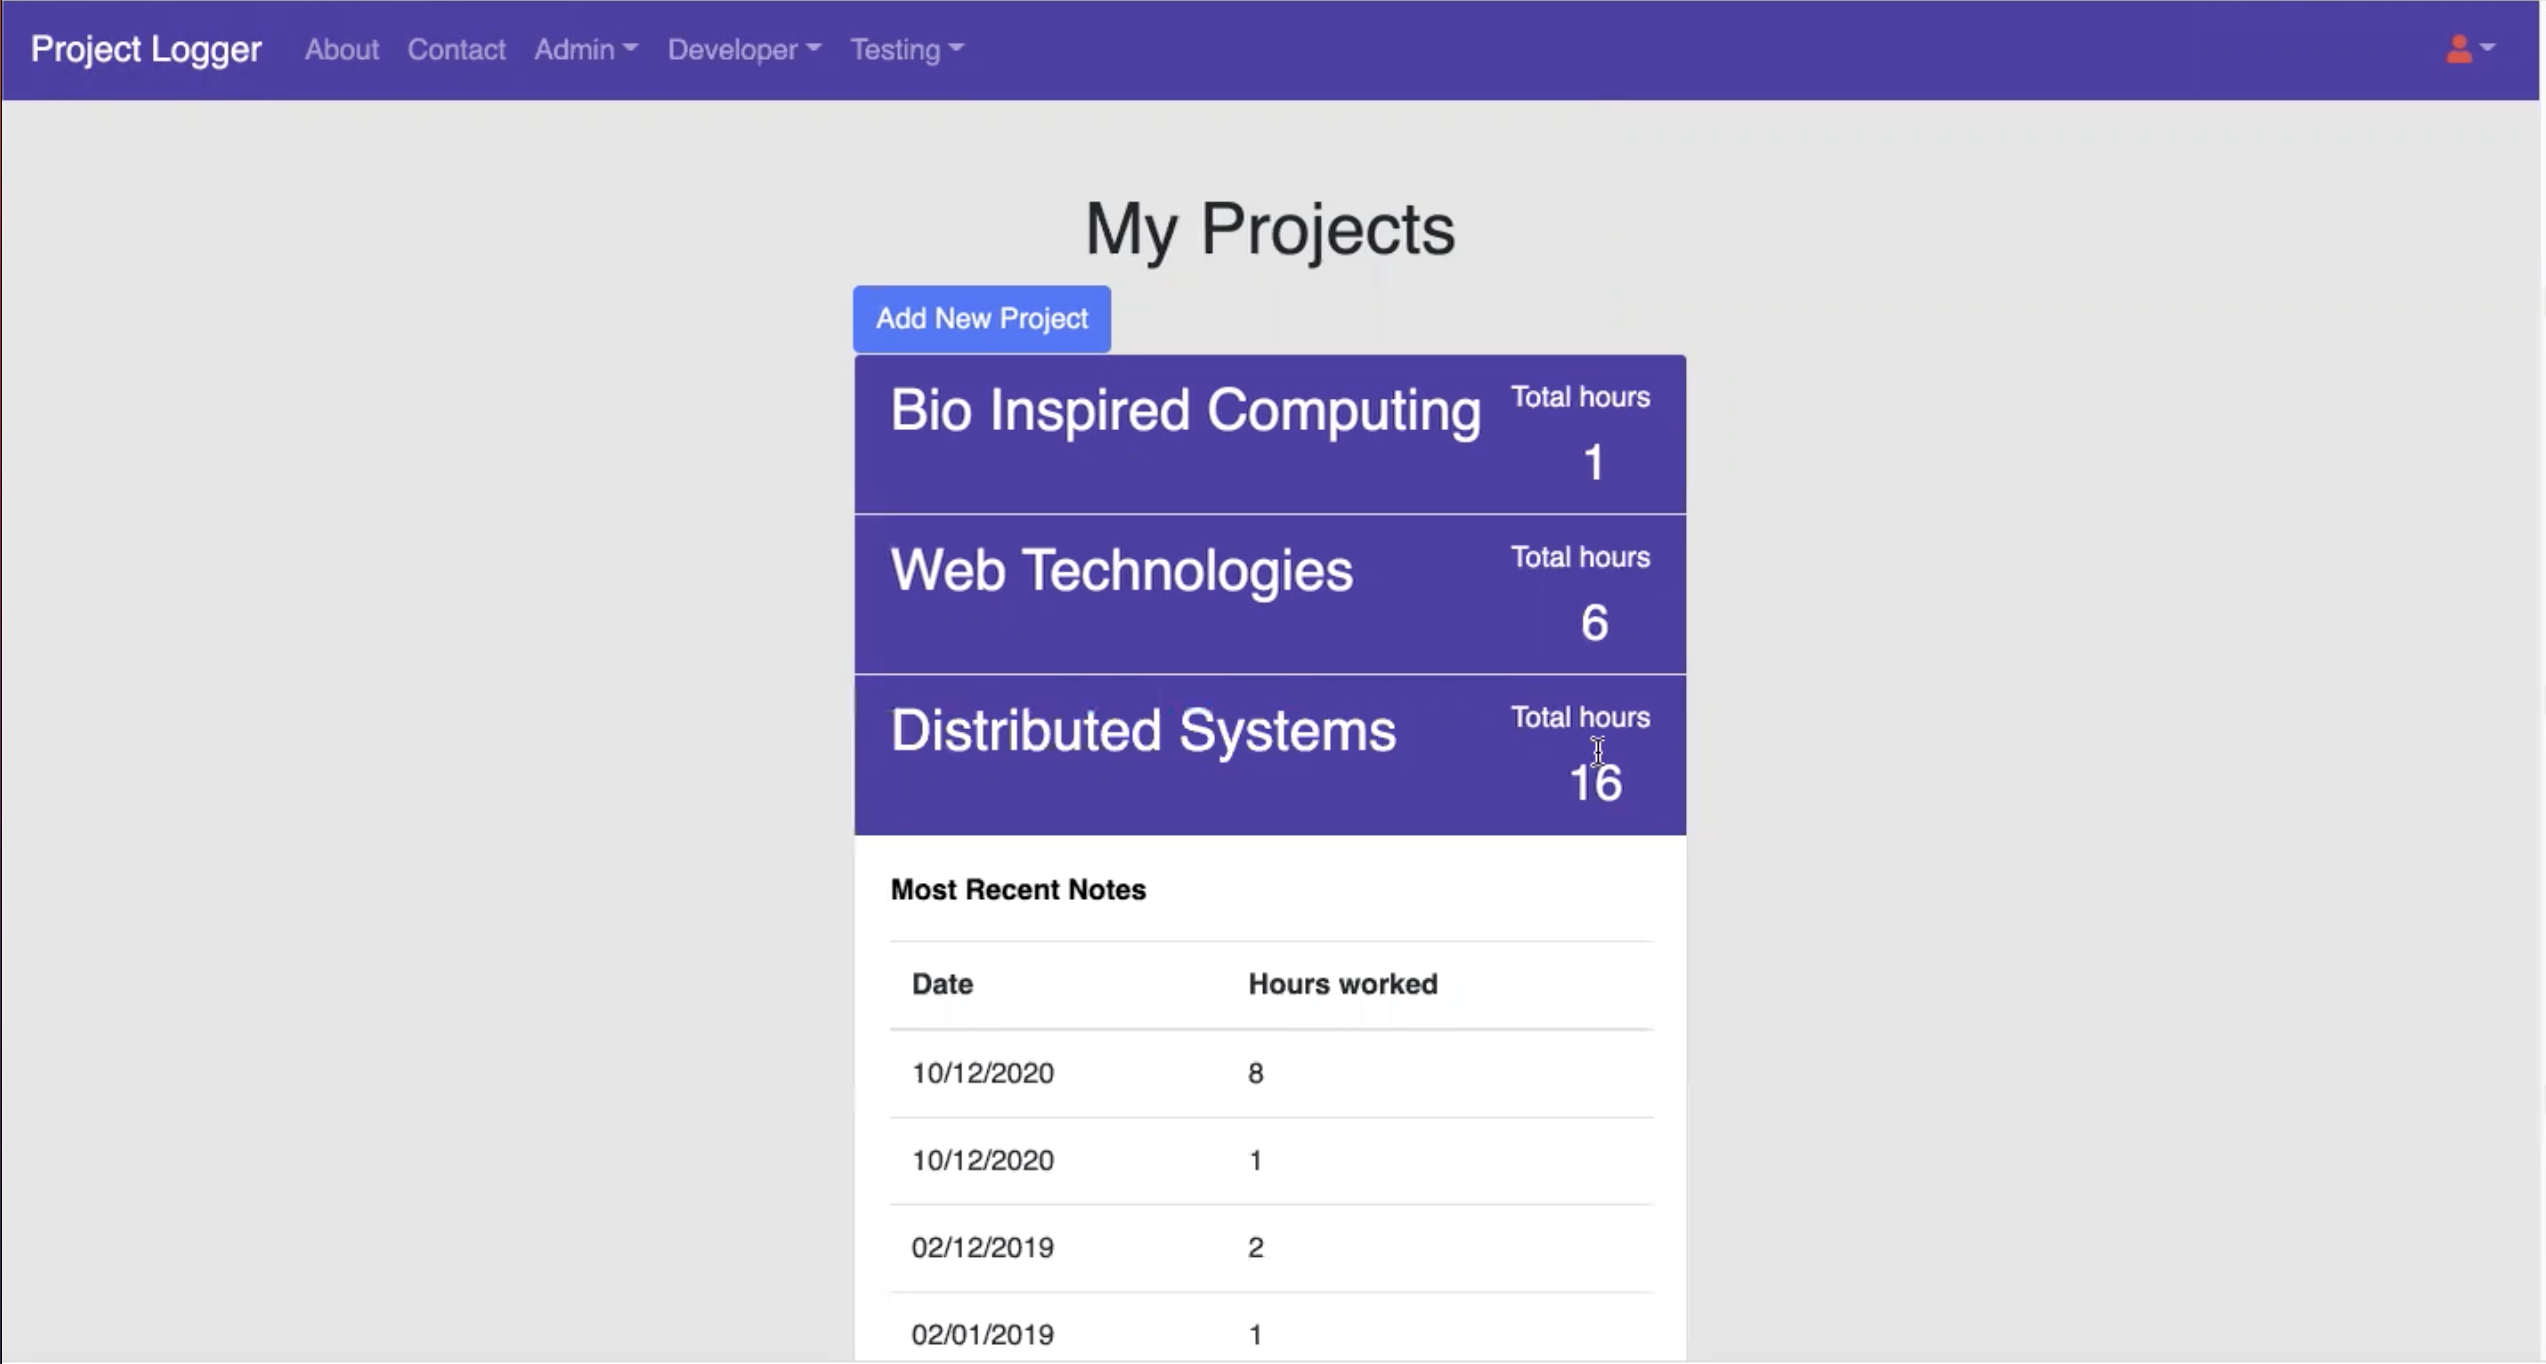 Project Logger About Contact Admin Developer Testing
My Projects
Add New Project
Bio Inspired Computing Total hours
1
Web Technologies Total hours
6
Distributed Systems Total hours
16
Most Recent Notes
Date Hours worked
10/12/2020 8
10/12/2020 1
02/12/2019 2
02/01/2019 1